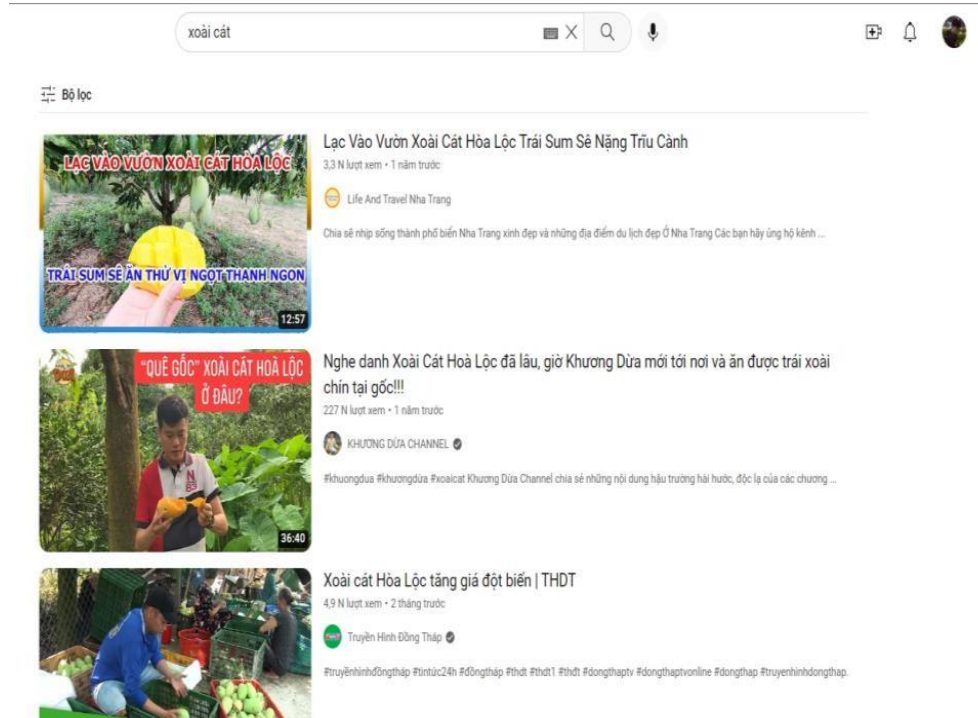 xoài cát
Bộ lọc
LẠC VÀO VƯỜN XOÀI CÁT HÒA LỘC
TRÁI SUM SÊ ĂN THỬ VỊ NGỌT THANH NGON
12:57
Lạc Vào Vườn Xoài Cát Hòa Lộc Trái Sum Sê Nặng Trĩu Cành
3,3 N lượt xem • 1 năm trước
Life And Travel Nha Trang
Chia sẽ nhịp sống thành phố biển Nha Trang xinh đẹp và những địa điểm du lịch đẹp Ở Nha Trang Các bạn hãy ủng hộ kênh ...
"QUÊ GỐC" XOÀI CÁT HOÀ LỘC
Ở ĐÂU?
N
83
36:40
Nghe danh Xoài Cát Hoà Lộc đã lâu, giờ Khương Dừa mới tới nơi và ăn được trái xoài
chín tại gốc!!!
227 N lượt xem • 1 năm trước
KHƯƠNG DỪA CHANNEL
#khuongdua #khươngdừa #xoaicat Khương Dừa Channel chia sẻ những nội dung hậu trường hài hước, độc lạ của các chương ...
Xoài cát Hòa Lộc tăng giá đột biến | THDT
4,9 N lượt xem • 2 tháng trước
Truyền Hình Đồng Tháp
#truyềnhìnhđồngtháp #tintức24h #đồngtháp #thdt #thdt1 #thđt #dongthaptv #dongthaptvonline #dongthap #truyenhinhdongthap.